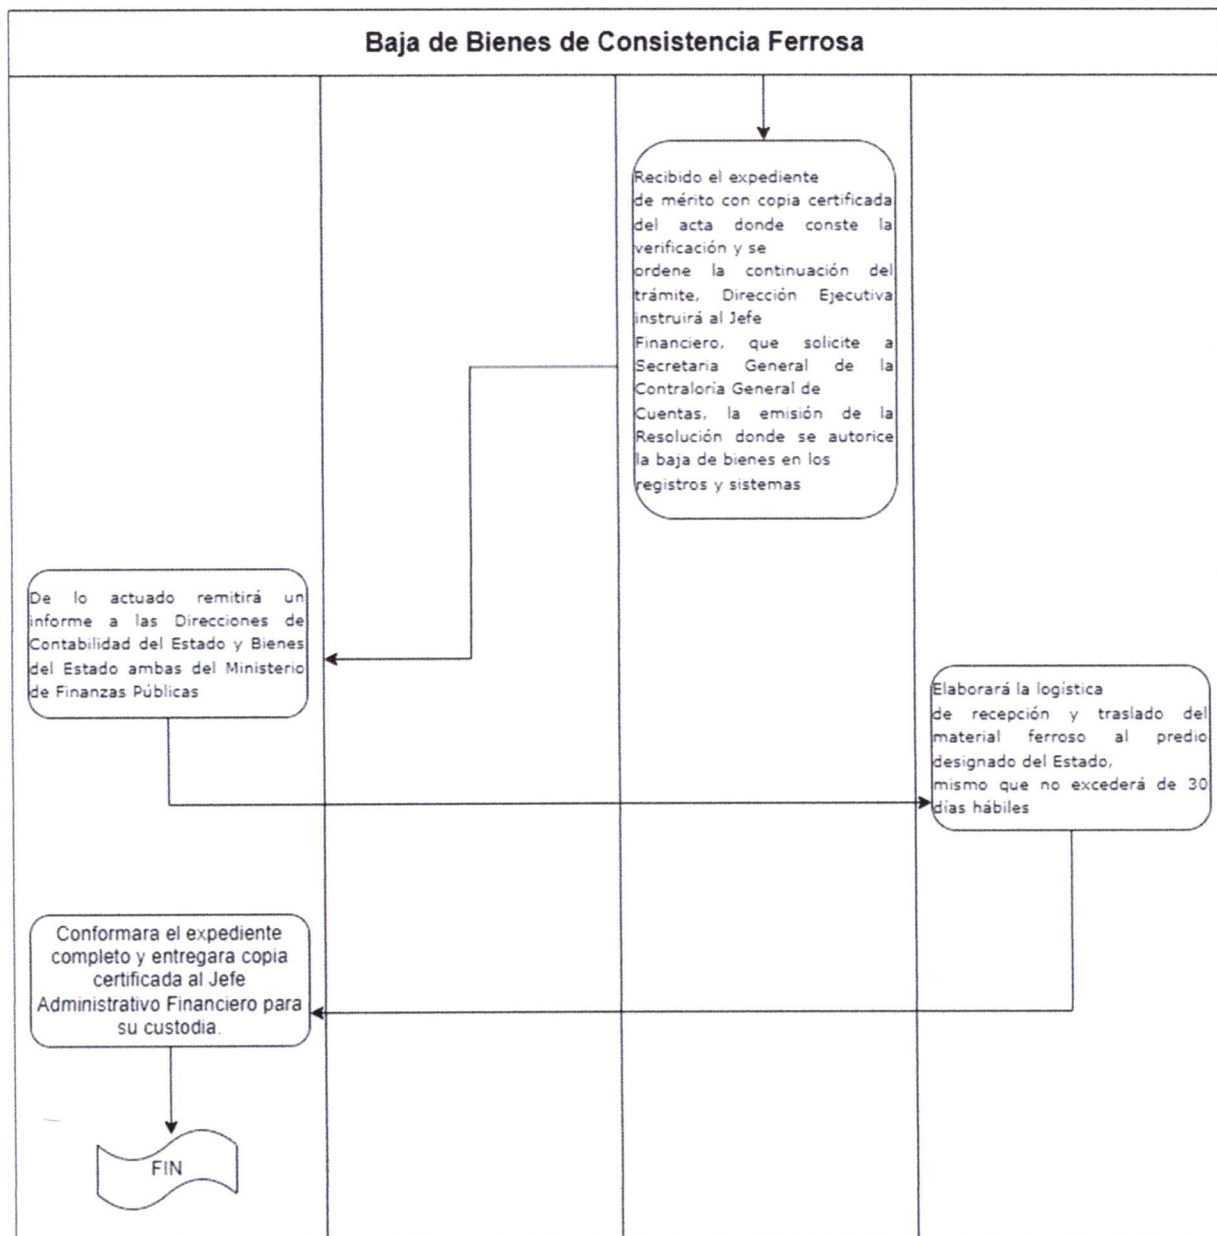 Baja de Bienes de Consistencia Ferrosa
Recibido el expediente
de mérito con copia certificada
del acta donde conste la
verificación y se
ordene la continuación del
trámite, Dirección Ejecutiva
instruirá al Jefe
Financiero, que solicite a
Secretaria General de la
Contraloría General de
Cuentas, la emisión de la
Resolución donde se autorice
la baja de bienes en los
registros y sistemas
De lo actuado remitirá un
informe a las Direcciones de
Contabilidad del Estado y Bienes
del Estado ambas del Ministerio
de Finanzas Públicas
Elaborará la logística
de recepción y traslado del
material ferroso al predio
designado del Estado,
mismo que no excederá de 30
días hábiles
Conformara el expediente
completo y entregara copia
certificada al Jefe
Administrativo Financiero para
su custodia.
FIN